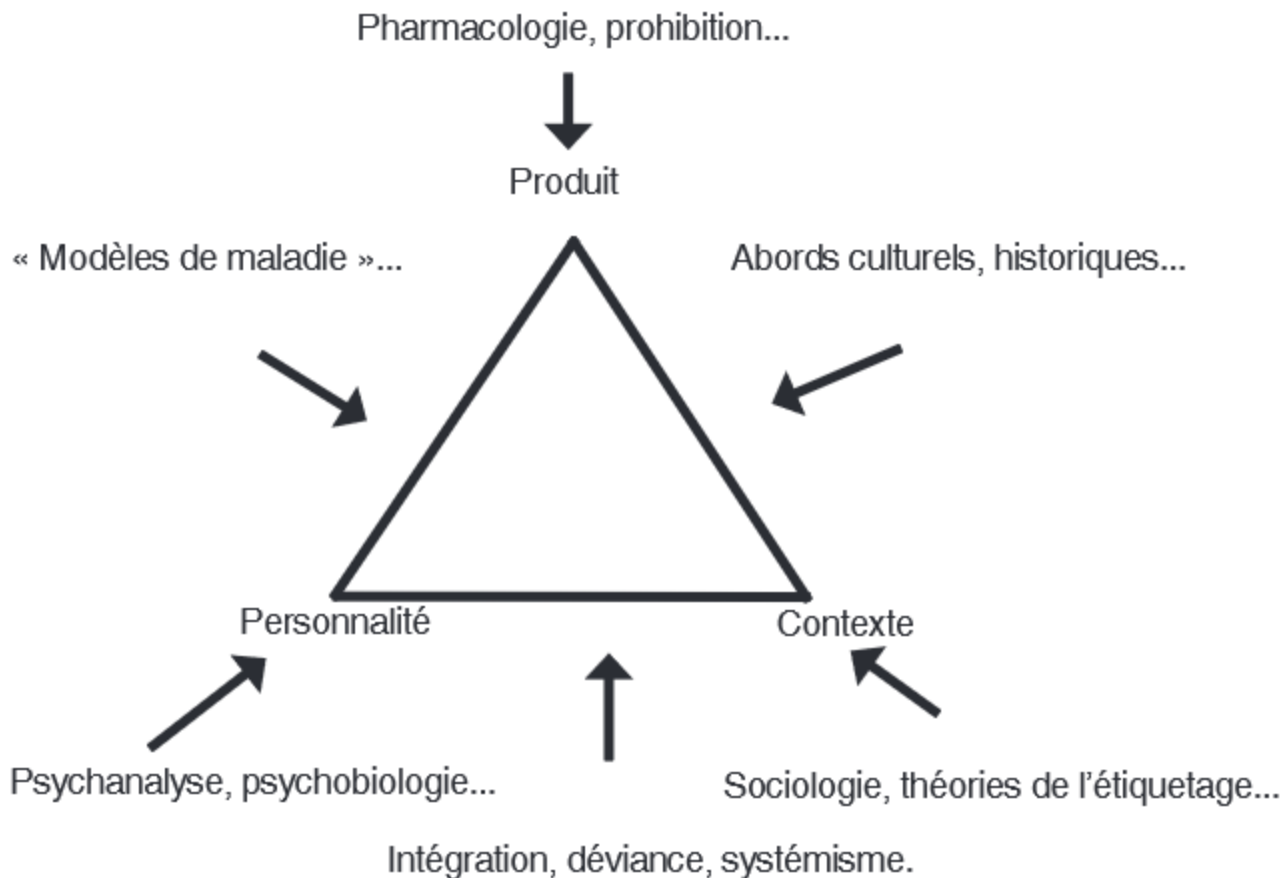 Pharmacologie, prohibition...
Produit
« Modèles de maladie »...
Abords culturels, historiques...
Personnalité
Contexte
Psychanalyse, psychobiologie...
Sociologie, théories de l’étiquetage...
Intégration, déviance, systémisme.